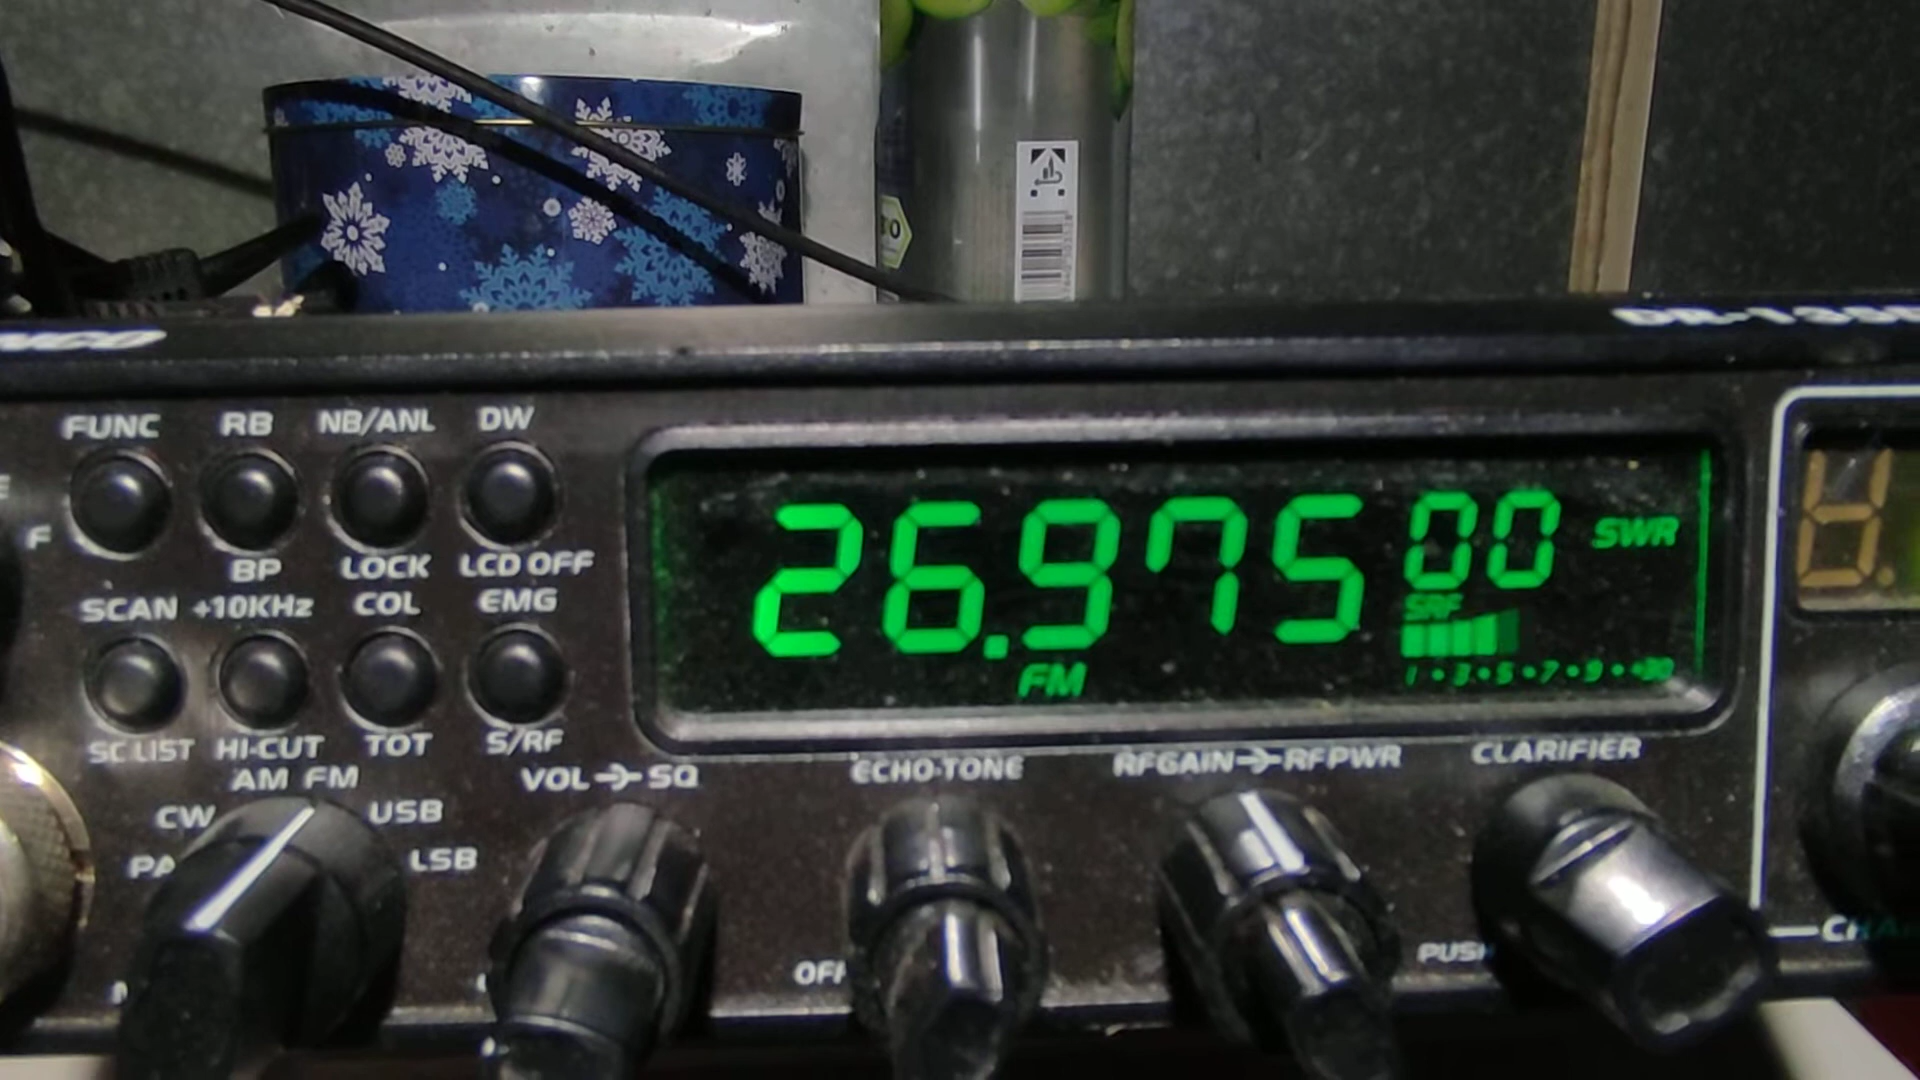 FUNC RB NB/ANL DW
BP LOCK LCD OFF
SCAN +10KHz COL EMG
SC.LIST HI-CUT TOT S/RF
AM FM
CW USB
PA LSB
VOL SQ
ECHO-TONE
RFGAIN RFPWR
CLARIFIER
26.97500
SWR
SRF
FM
1 • 3 • 5 • 7 • 9 • +30
F